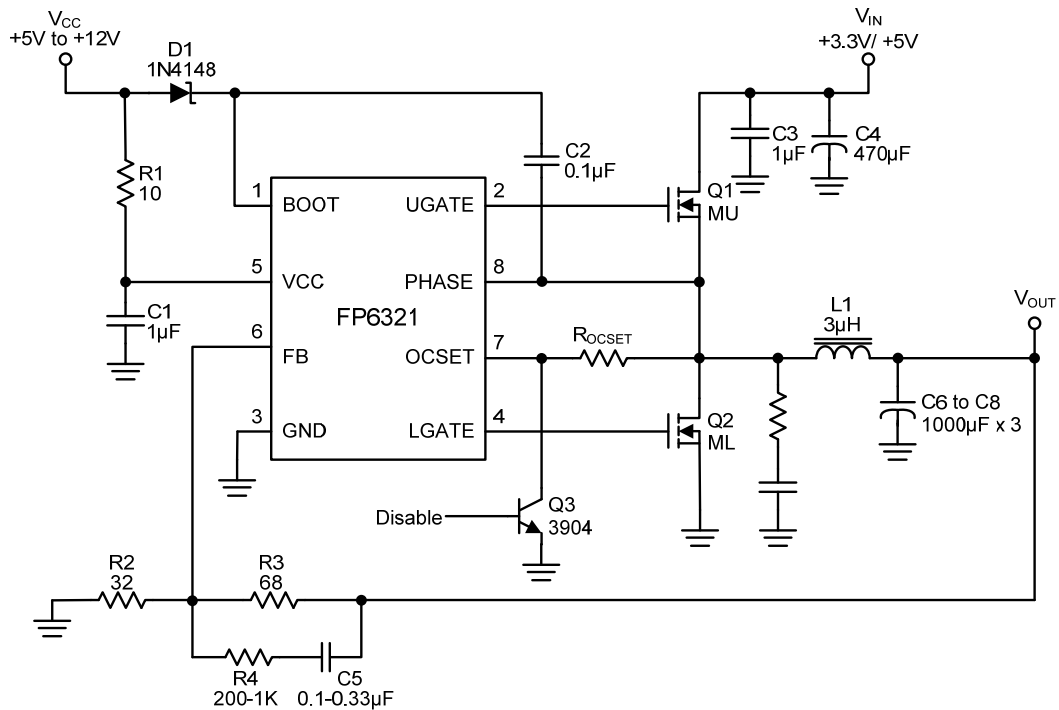 VCC
+5V to +12V
D1
1N4148
VIN
+3.3V/ +5V
R1
10
C2
0.1µF
C3
1µF
C4
470µF
1
BOOT
UGATE
2
Q1
MU
5
VCC
PHASE
8
FP6321
C1
1µF
6
FB
OCSET
7
ROCSET
L1
3µH
VOUT
3
GND
LGATE
4
Q2
ML
C6 to C8
1000µF x 3
Disable
Q3
3904
R2
32
R3
68
R4
200-1K
C5
0.1-0.33µF